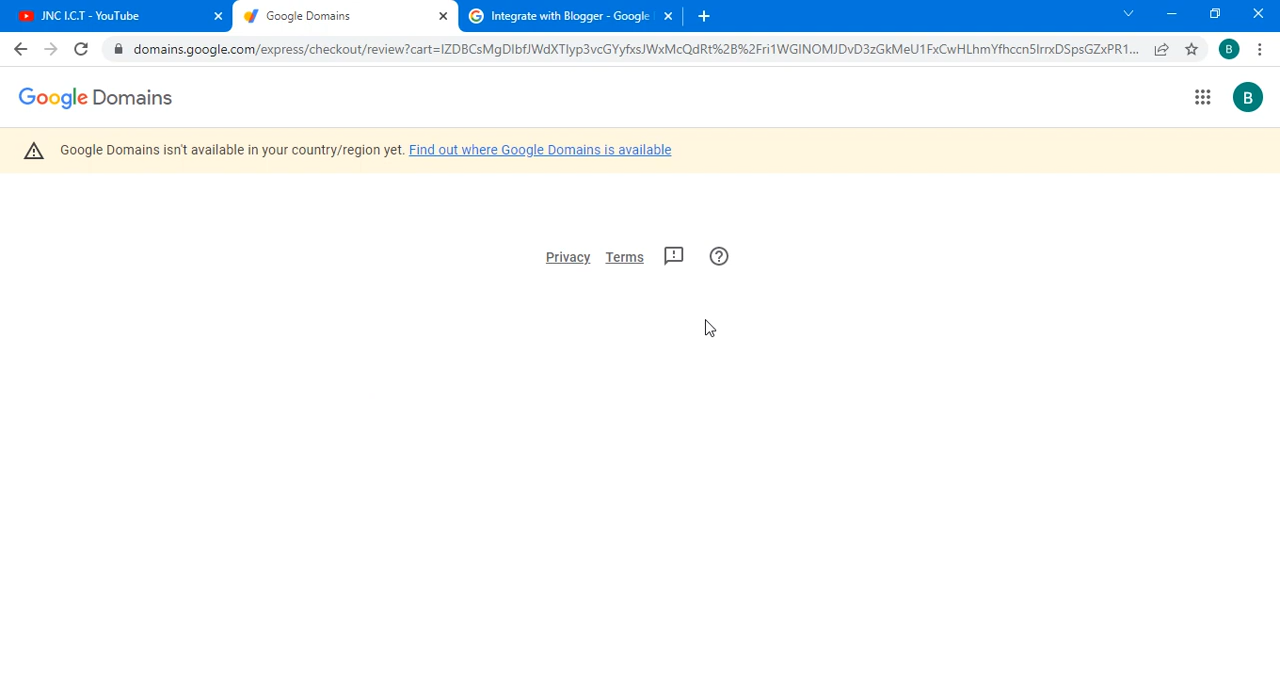 JNC I.C.T - YouTube
Google Domains
Integrate with Blogger - Google
domains.google.com/express/checkout/review?cart=IZDBCsMgDIbfJWdXTIyp3vcGYyfxsJWxMcQdRt%2B%2Fri1WGINOMJDvD3zGkMeU1FxCwHLhmYfhccn5IrrxDSpsGZxPR1...
B
Google Domains
B
Google Domains isn't available in your country/region yet. Find out where Google Domains is available
Privacy Terms